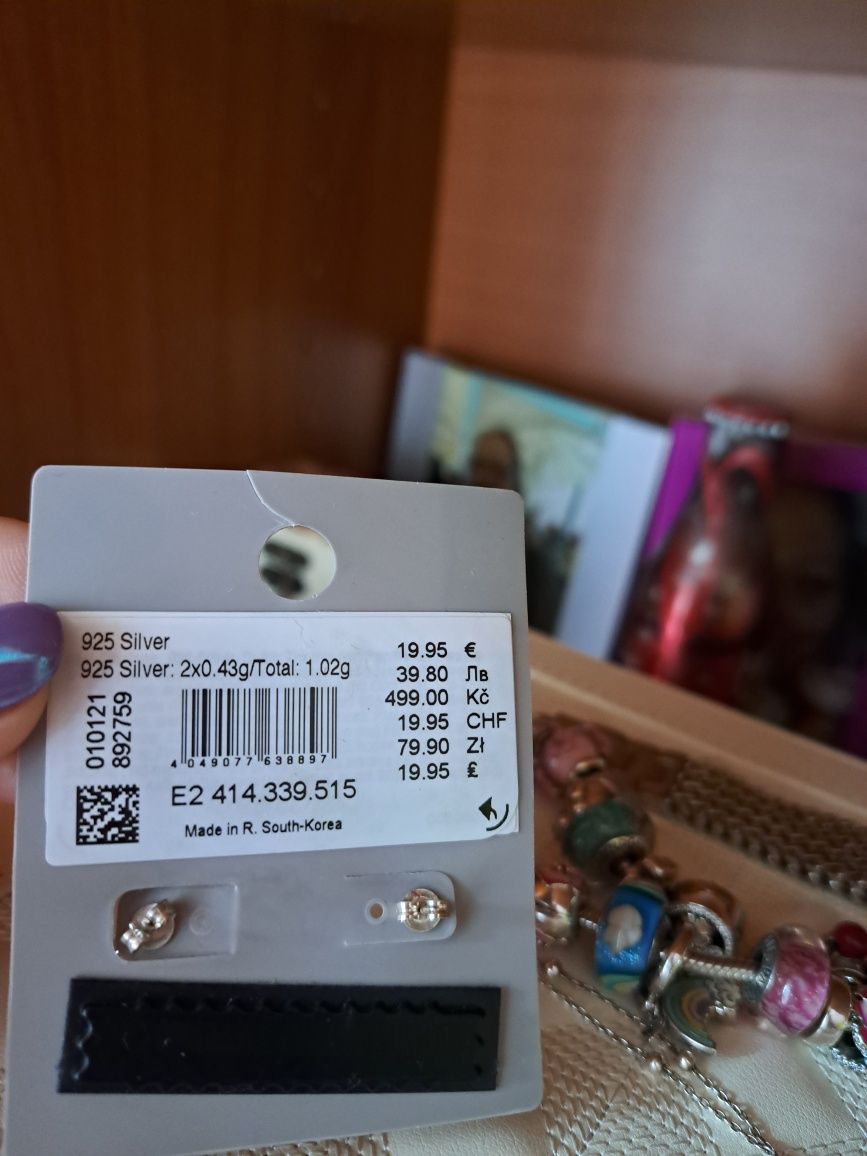 925 Silver
925 Silver: 2x0.43g/Total: 1.02g
010121
892759
4 049077 638897
E2 414.339.515
Made in R. South-Korea
19.95 €
39.80 Лв
499.00 Kč
19.95 CHF
79.90 Zł
19.95 £